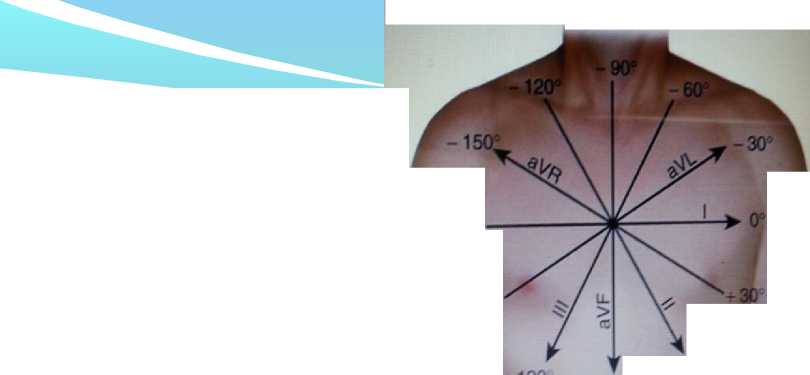 – 90°
– 120°
– 60°
– 150°
– 30°
aVR
aVL
I
0°
+ 30°
III
aVF
II